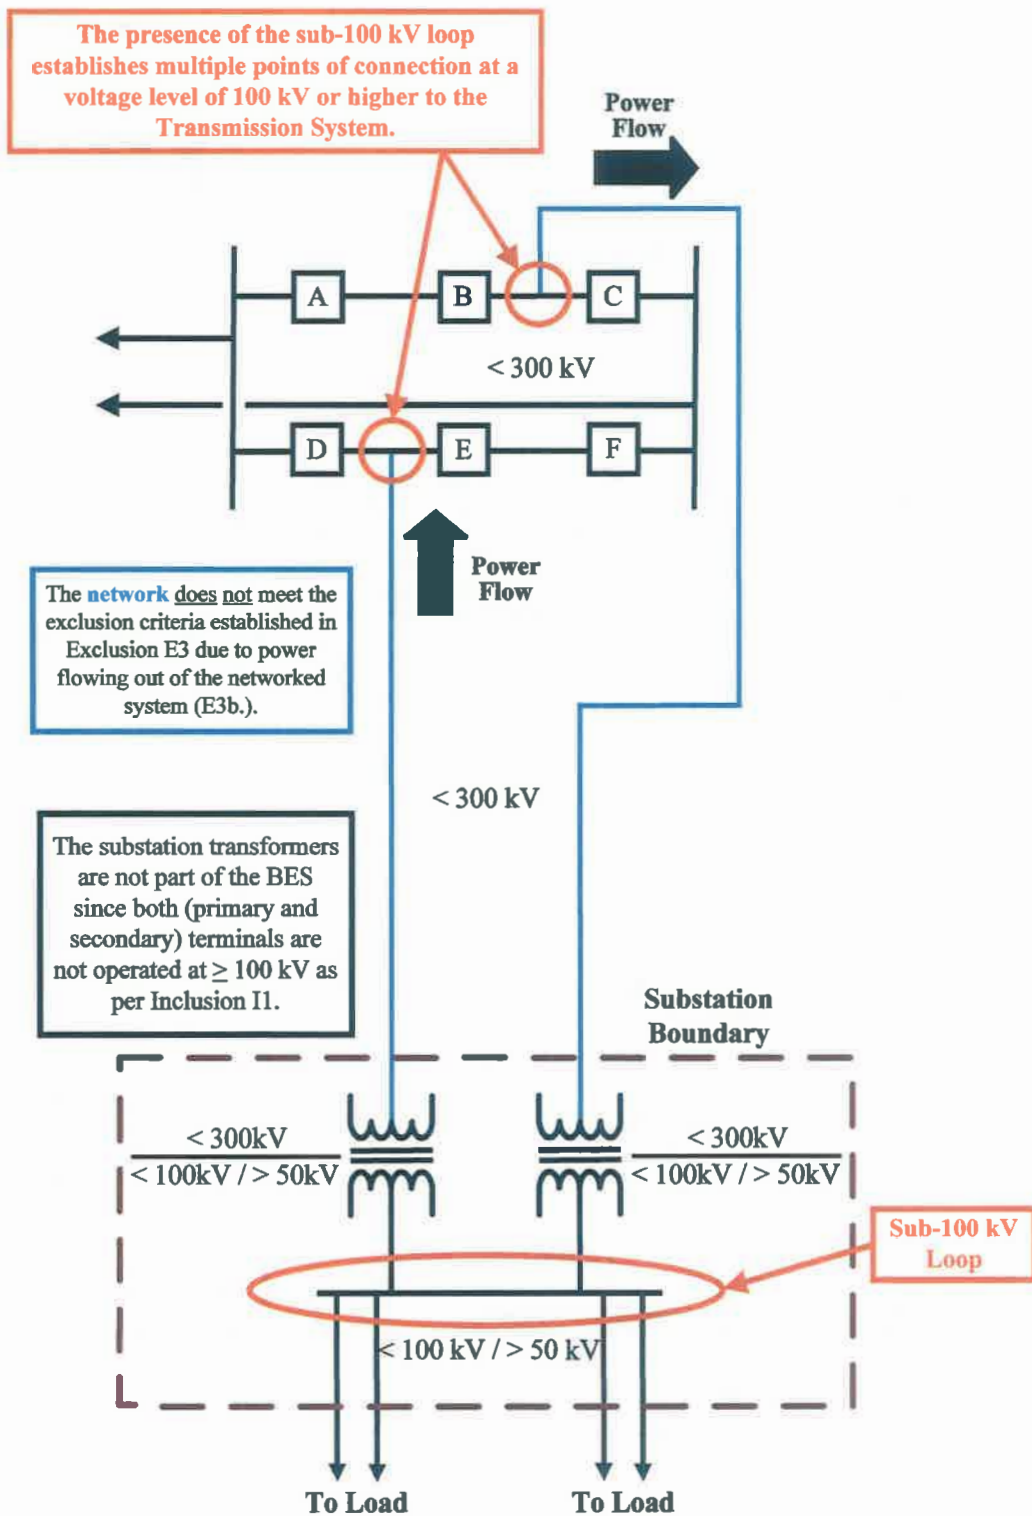 The presence of the sub-100 kV loop
establishes multiple points of connection at a
voltage level of 100 kV or higher to the
Transmission System.
Power
Flow
A
B
C
< 300 kV
D
E
F
Power
Flow
The network does not meet the
exclusion criteria established in
Exclusion E3 due to power
flowing out of the networked
system (E3b.).
< 300 kV
The substation transformers
are not part of the BES
since both (primary and
secondary) terminals are
not operated at ≥ 100 kV as
per Inclusion I1.
Substation
Boundary
< 300kV
< 100kV / > 50kV
< 300kV
< 100kV / > 50kV
Sub-100 kV
Loop
< 100 kV / > 50 kV
To Load
To Load